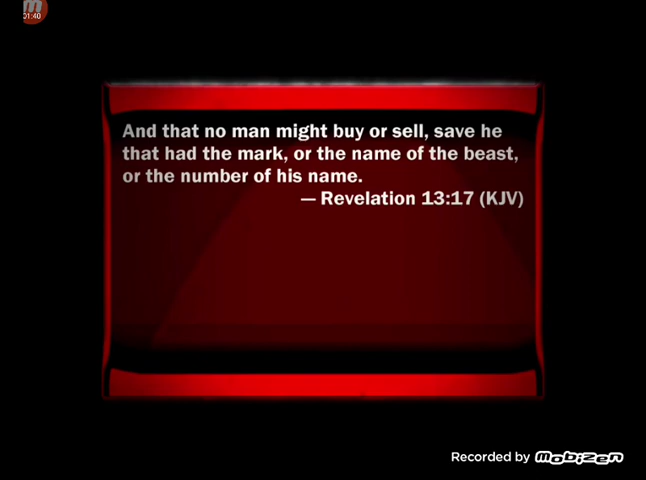 M
01:40
And that no man might buy or sell, save he
that had the mark, or the name of the beast,
or the number of his name.
— Revelation 13:17 (KJV)
Recorded by Mobizen